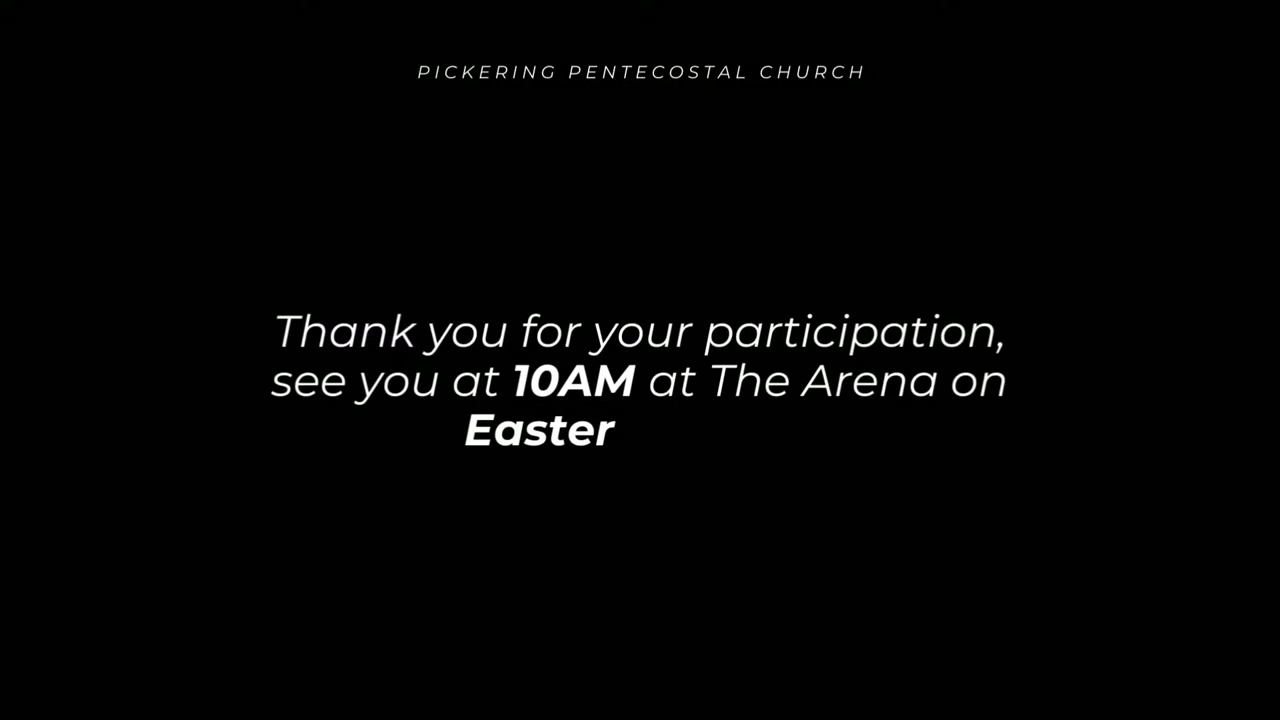 PICKERING PENTECOSTAL CHURCH
Thank you for your participation,
see you at 10AM at The Arena on
Easter